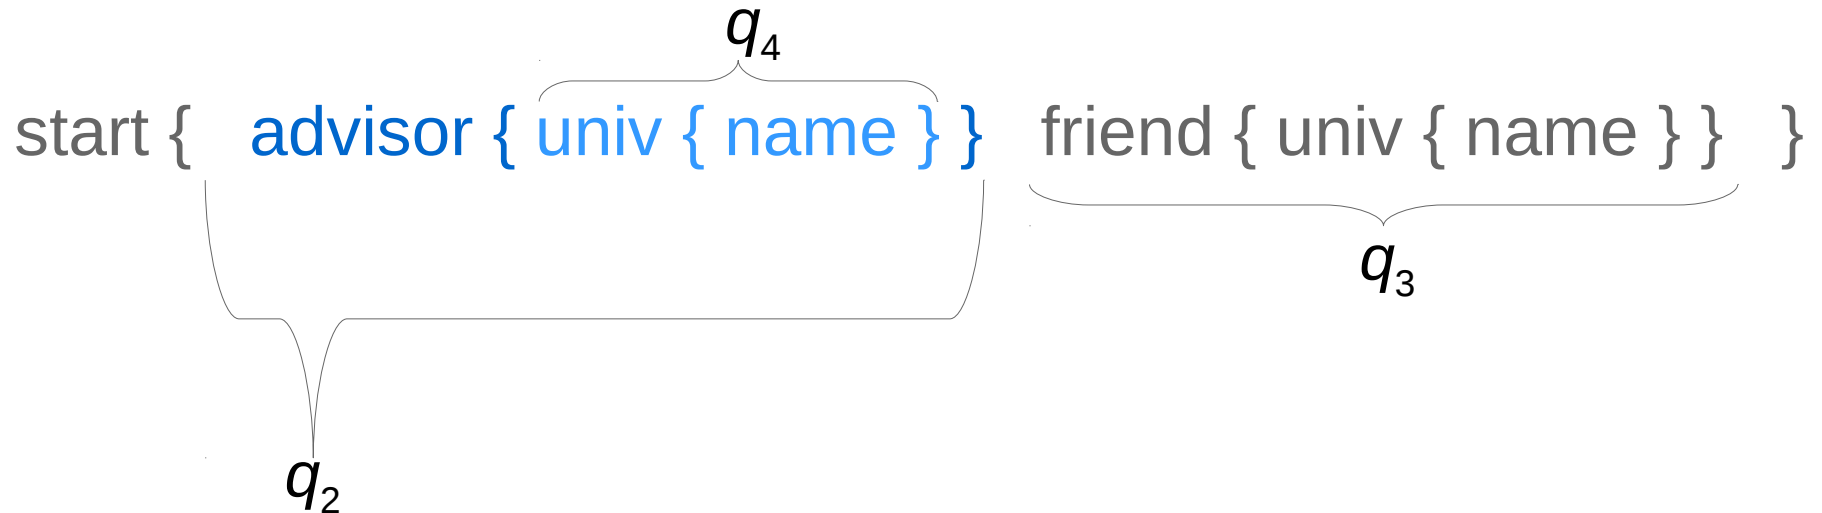 q4
start { advisor { univ { name } } friend { univ { name } } }
q3
q2